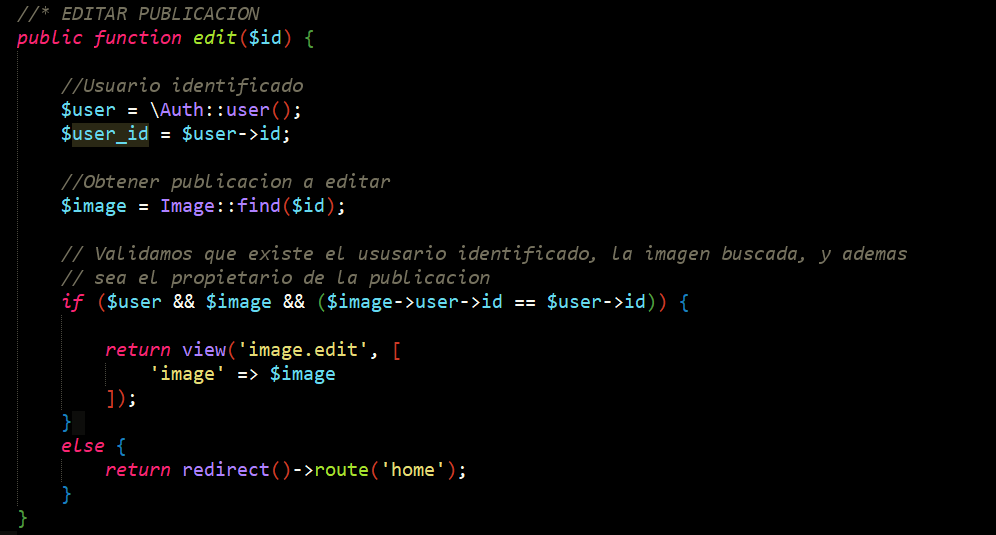 //* EDITAR PUBLICACION
public function edit($id) {
//Usuario identificado
$user = \Auth::user();
$user_id = $user->id;
//Obtener publicacion a editar
$image = Image::find($id);
// Validamos que existe el ususario identificado, la imagen buscada, y ademas
// sea el propietario de la publicacion
if ($user && $image && ($image->user->id == $user->id)) {
return view('image.edit', [
'image' => $image
]);
}
else {
return redirect()->route('home');
}
}